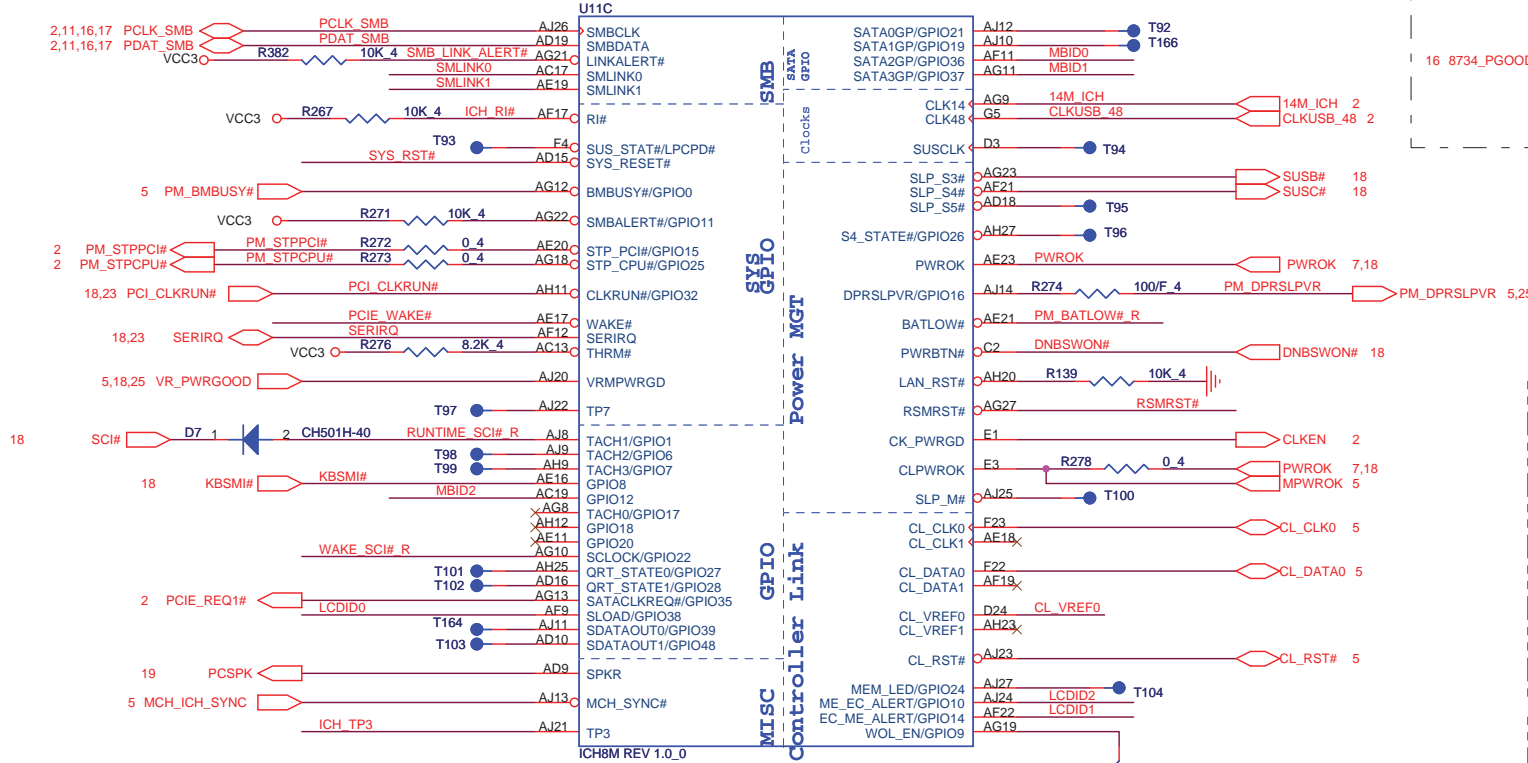 U11C
2,11,16,17 PCLK_SMB PCLK_SMB AJ26 SMBCLK
2,11,16,17 PDAT_SMB PDAT_SMB AD19 SMBDATA
VCC3 R382 10K_4 SMB_LINK_ALERT# AG21 LINKALERT#
SMLINK0 AC17 SMLINK0
SMLINK1 AE19 SMLINK1
VCC3 R267 10K_4 ICH_RI# AF17 RI#
T93 F4 SUS_STAT#/LPCPD#
SYS_RST# AD15 SYS_RESET#
5 PM_BMBUSY# AG12 BMBUSY#/GPIO0
VCC3 R271 10K_4 AG22 SMBALERT#/GPIO11
2 PM_STPPCI# PM_STPPCI# R272 0_4 AE20 STP_PCI#/GPIO15
2 PM_STPCPU# PM_STPCPU# R273 0_4 AG18 STP_CPU#/GPIO25
18,23 PCI_CLKRUN# PCI_CLKRUN# AH11 CLKRUN#/GPIO32
PCIE_WAKE# AE17 WAKE#
18,23 SERIRQ SERIRQ AF12 SERIRQ
VCC3 R276 8.2K_4 AC13 THRM#
5,18,25 VR_PWRGOOD AJ20 VRMPWRGD
T97 AJ22 TP7
18 SCI# D7 1 2 CH501H-40 RUNTIME_SCI#_R AJ8 TACH1/GPIO1
T98 AJ9 TACH2/GPIO6
T99 AH9 TACH3/GPIO7
18 KBSMI# KBSMI# AE16 GPIO8
MBID2 AC19 GPIO12
AG8 TACH0/GPIO17
AH12 GPIO18
AE11 GPIO20
WAKE_SCI#_R AG10 SCLOCK/GPIO22
T101 AH25 QRT_STATE0/GPIO27
T102 AD16 QRT_STATE1/GPIO28
2 PCIE_REQ1# AG13 SATACLKREQ#/GPIO35
LCDID0 AF9 SLOAD/GPIO38
T164 AJ11 SDATAOUT0/GPIO39
T103 AD10 SDATAOUT1/GPIO48
19 PCSPK AD9 SPKR
5 MCH_ICH_SYNC AJ13 MCH_SYNC#
ICH_TP3 AJ21 TP3
ICH8M REV 1.0_0
SMB
SATA
GPIO
Clocks
SYS
GPIO
Power MGT
GPIO
Controller Link
MISC
SATA0GP/GPIO21 AJ12 T92
SATA1GP/GPIO19 AJ10 T166
SATA2GP/GPIO36 AF11 MBID0
SATA3GP/GPIO37 AG11 MBID1
CLK14 AG9 14M_ICH 14M_ICH 2
CLK48 G5 CLKUSB_48 CLKUSB_48 2
SUSCLK D3 T94
SLP_S3# AG23 SUSB# 18
SLP_S4# AF21 SUSC# 18
SLP_S5# AD18 T95
S4_STATE#/GPIO26 AH27 T96
PWROK AE23 PWROK PWROK 7,18
DPRSLPVR/GPIO16 AJ14 R274 100/F_4 PM_DPRSLPVR PM_DPRSLPVR 5,25
BATLOW# AE21 PM_BATLOW#_R
PWRBTN# C2 DNBSWON# DNBSWON# 18
LAN_RST# AH20 R139 10K_4
RSMRST# AG27 RSMRST#
CK_PWRGD E1 CLKEN 2
CLPWROK E3 R278 0_4 PWROK 7,18
MPWROK 5
SLP_M# AJ25 T100
CL_CLK0 F23 CL_CLK0 5
CL_CLK1 AE18
CL_DATA0 F22 CL_DATA0 5
CL_DATA1 AF19
CL_VREF0 D24 CL_VREF0
CL_VREF1 AH23
CL_RST# AJ23 CL_RST# 5
MEM_LED/GPIO24 AJ27 T104
ME_EC_ALERT/GPIO10 AJ24 LCDID2
EC_ME_ALERT/GPIO14 AF22 LCDID1
WOL_EN/GPIO9 AG19
16 8734_PGOOD